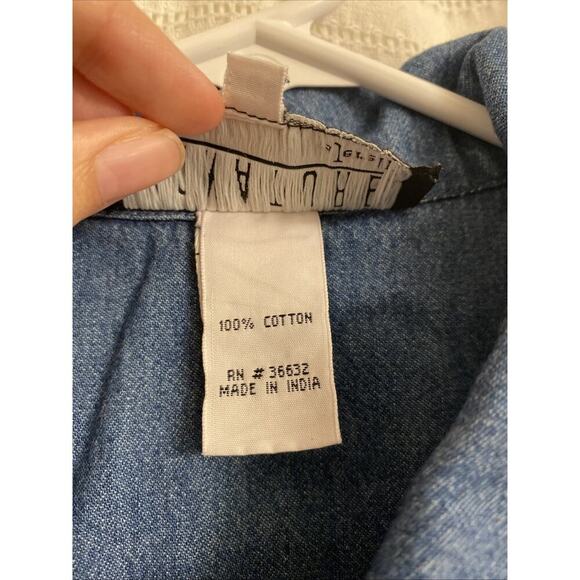 100% COTTON
RN # 36632
MADE IN INDIA